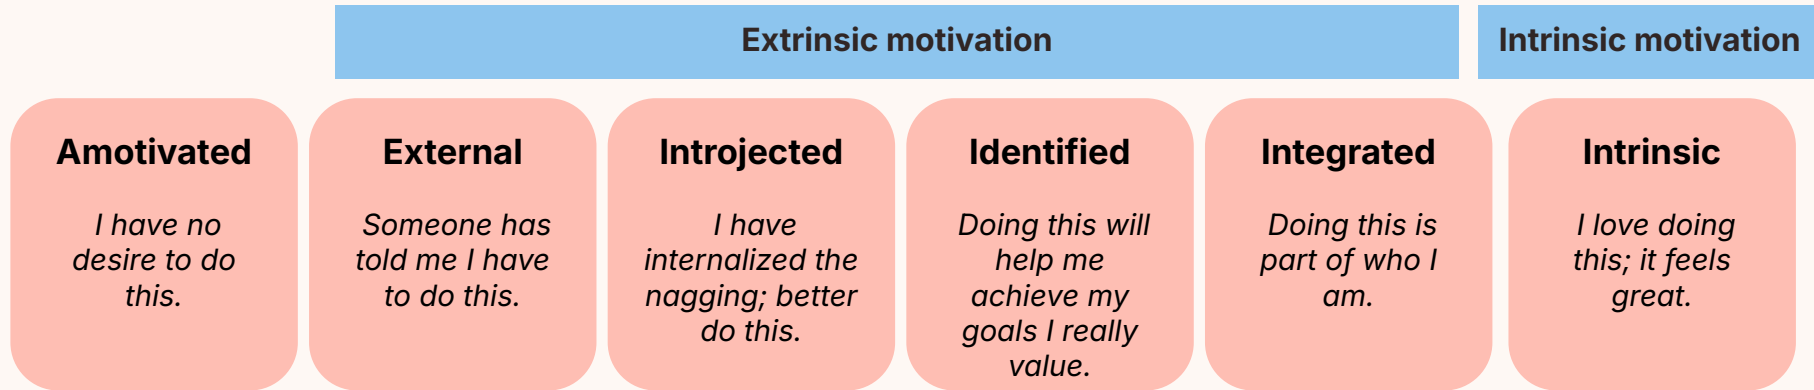 Extrinsic motivation
Intrinsic motivation
Amotivated
I have no
desire to do
this.
External
Someone has
told me I have
to do this.
Introjected
I have
internalized the
nagging; better
do this.
Identified
Doing this will
help me
achieve my
goals I really
value.
Integrated
Doing this is
part of who I
am.
Intrinsic
I love doing
this; it feels
great.